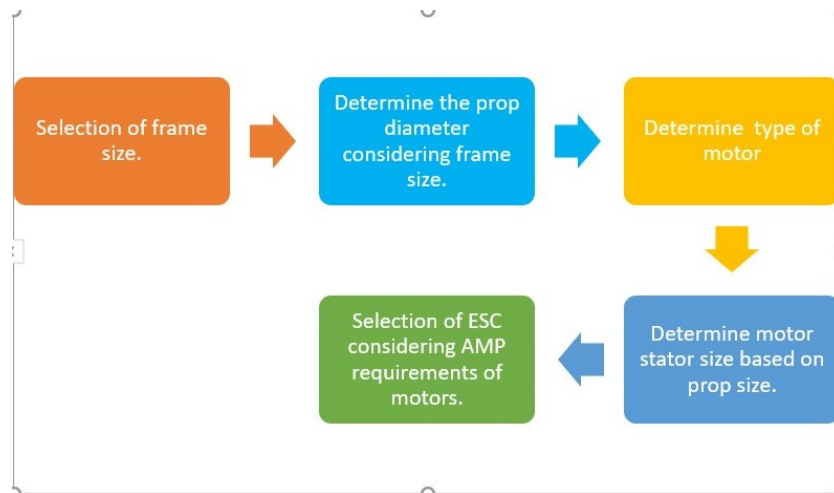 Selection of frame
size.
Determine the prop
diameter
considering frame
size.
Determine type of
motor
Determine motor
stator size based on
prop size.
Selection of ESC
considering AMP
requirements of
motors.